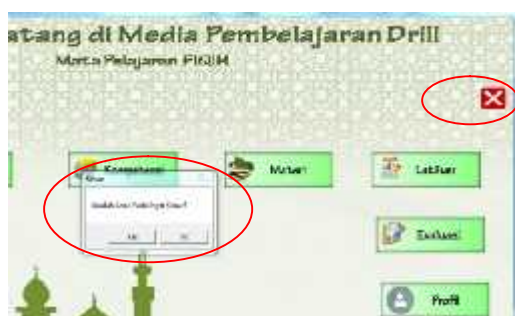 atang di Media Pembelajaran Drill
Mata Pelajaran FIQIH
Kompetensi
Materi
Latihan
Evaluasi
Profil